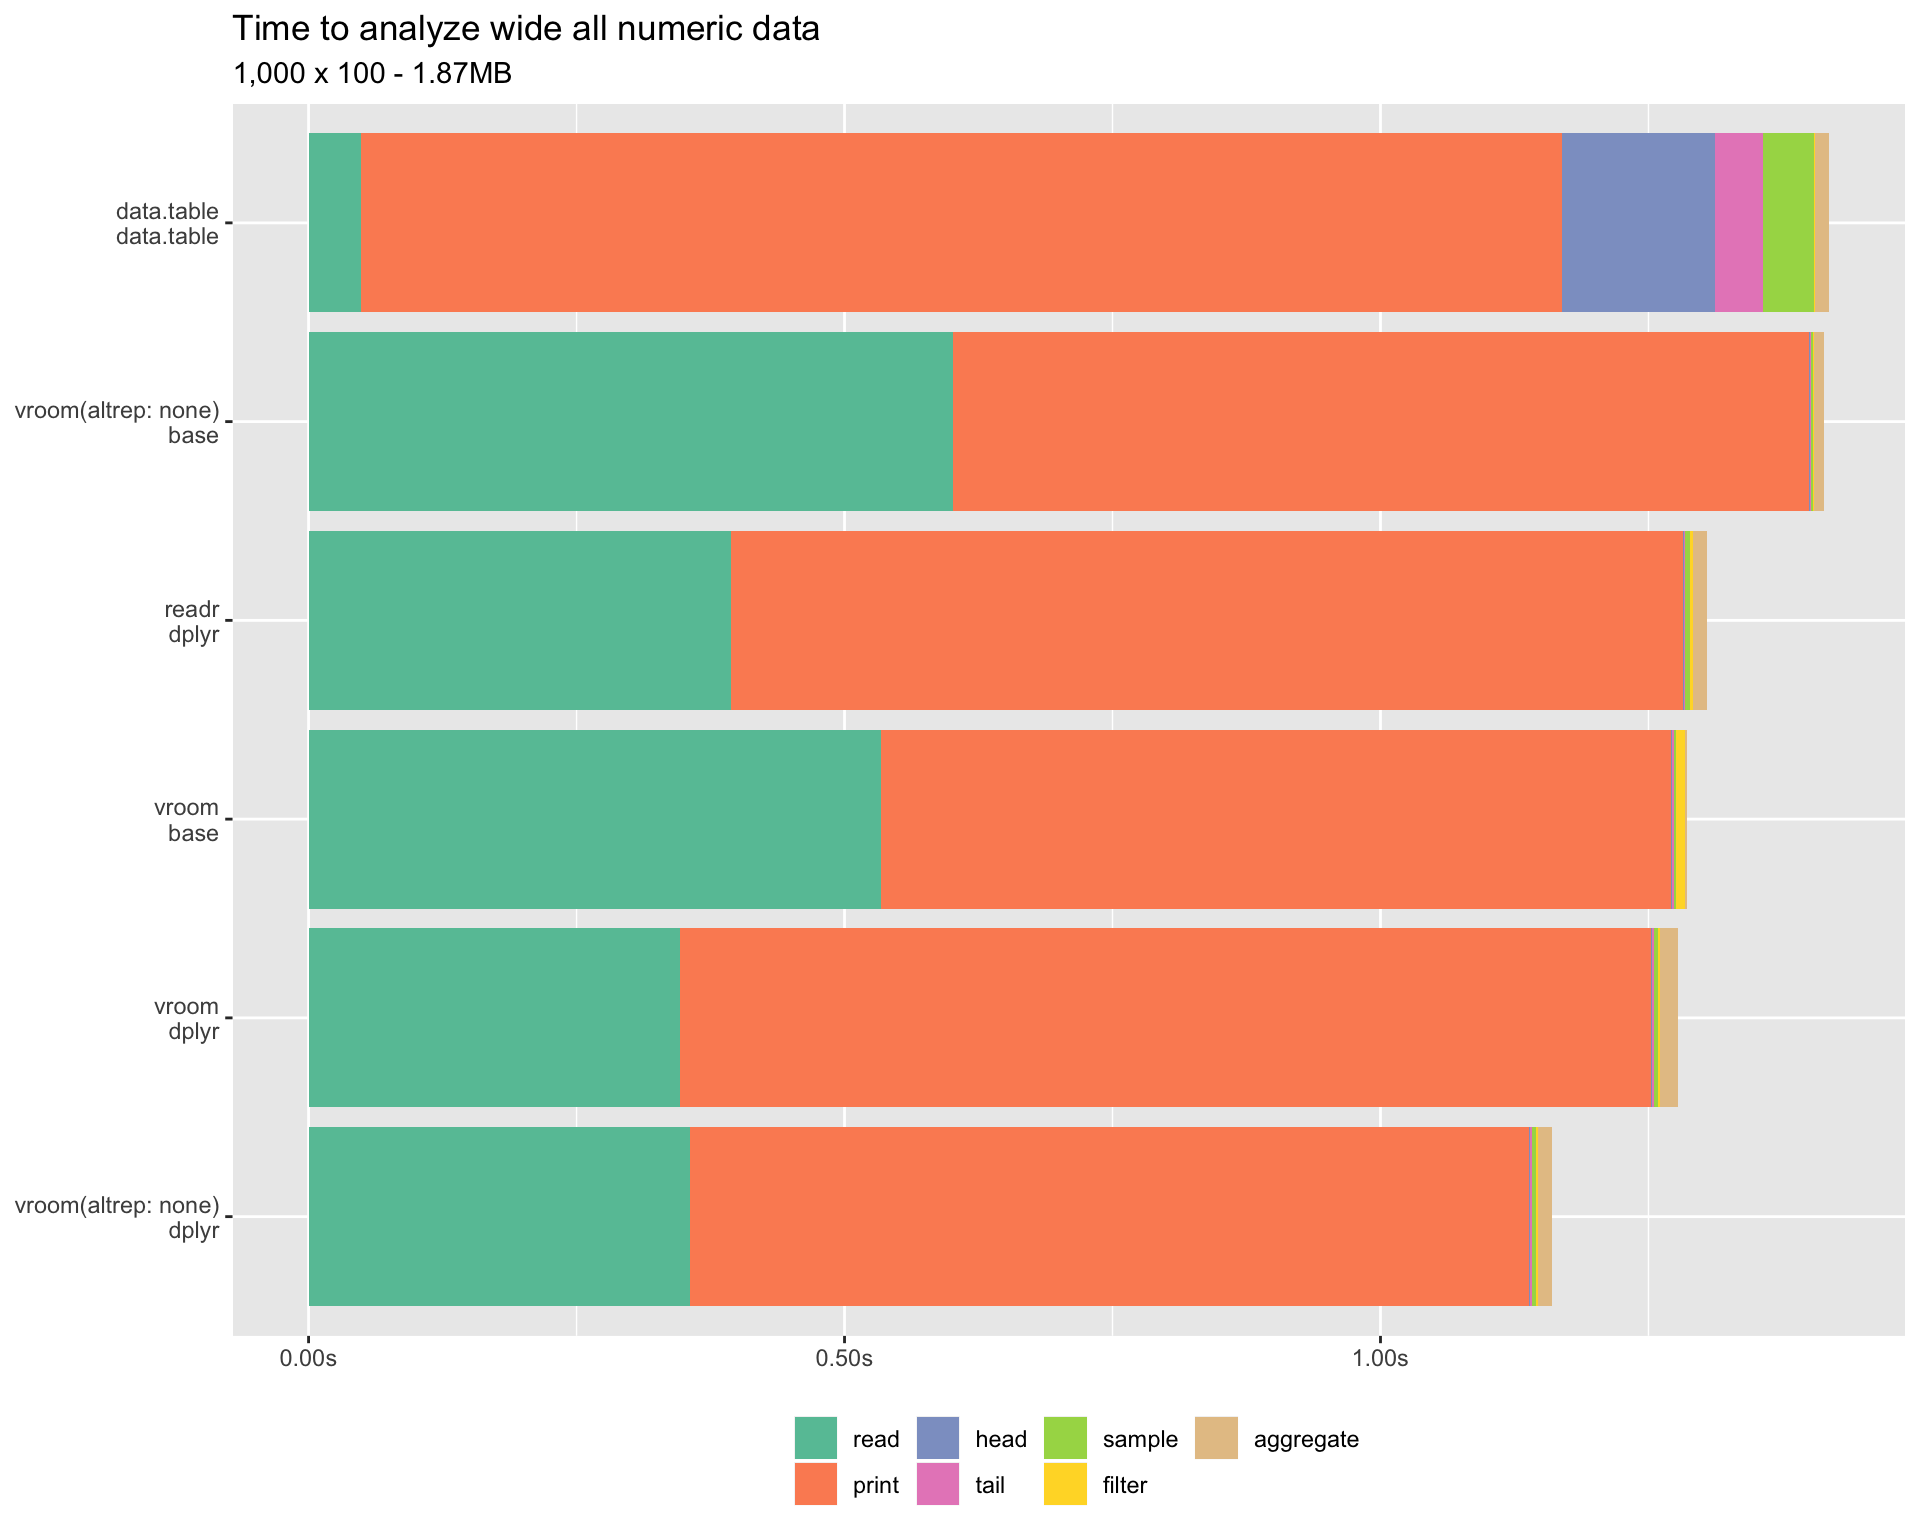 Time to analyze wide all numeric data
1,000 x 100 - 1.87MB
data.table
data.table
vroom(altrep: none)
base
readr
dplyr
vroom
base
vroom
dplyr
vroom(altrep: none)
dplyr
0.00s 0.50s 1.00s
read head sample aggregate
print tail filter